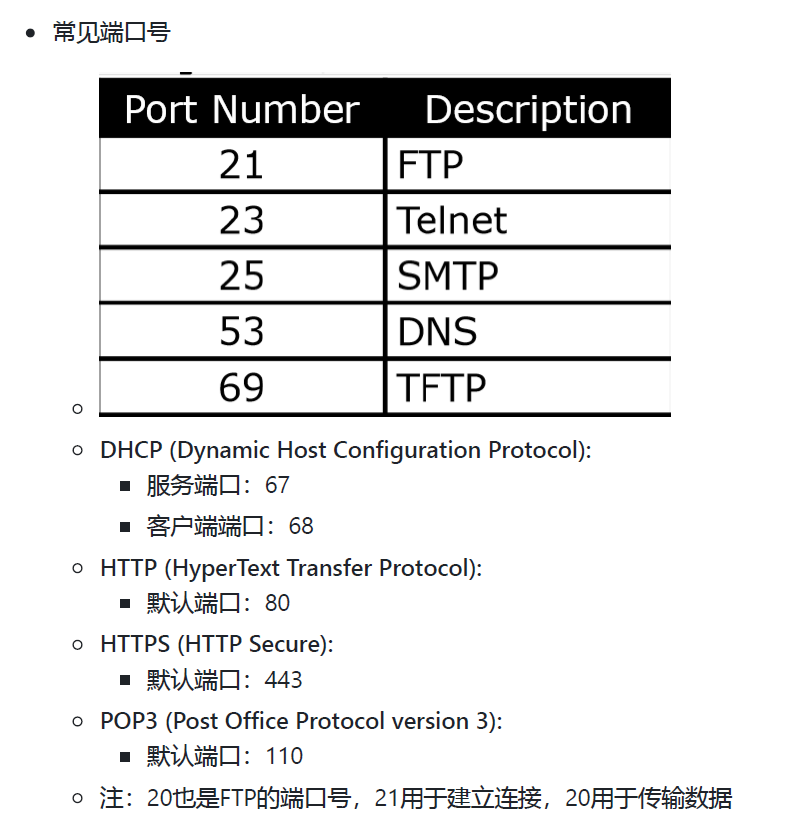 常见端口号
Port Number Description
21 FTP
23 Telnet
25 SMTP
53 DNS
69 TFTP
DHCP (Dynamic Host Configuration Protocol):
服务端口：67
客户端端口：68
HTTP (HyperText Transfer Protocol):
默认端口：80
HTTPS (HTTP Secure):
默认端口：443
POP3 (Post Office Protocol version 3):
默认端口：110
注：20也是FTP的端口号，21用于建立连接，20用于传输数据